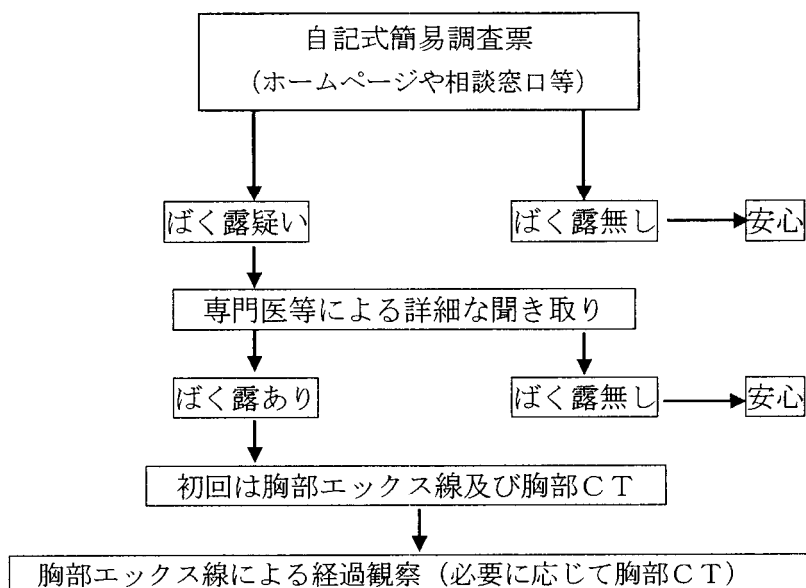 自記式簡易調査票
(ホームページや相談窓口等)
ばく露疑い
ばく露無し
安心
専門医等による詳細な聞き取り
ばく露あり
ばく露無し
安心
初回は胸部エックス線及び胸部ＣＴ
胸部エックス線による経過観察（必要に応じて胸部ＣＴ）